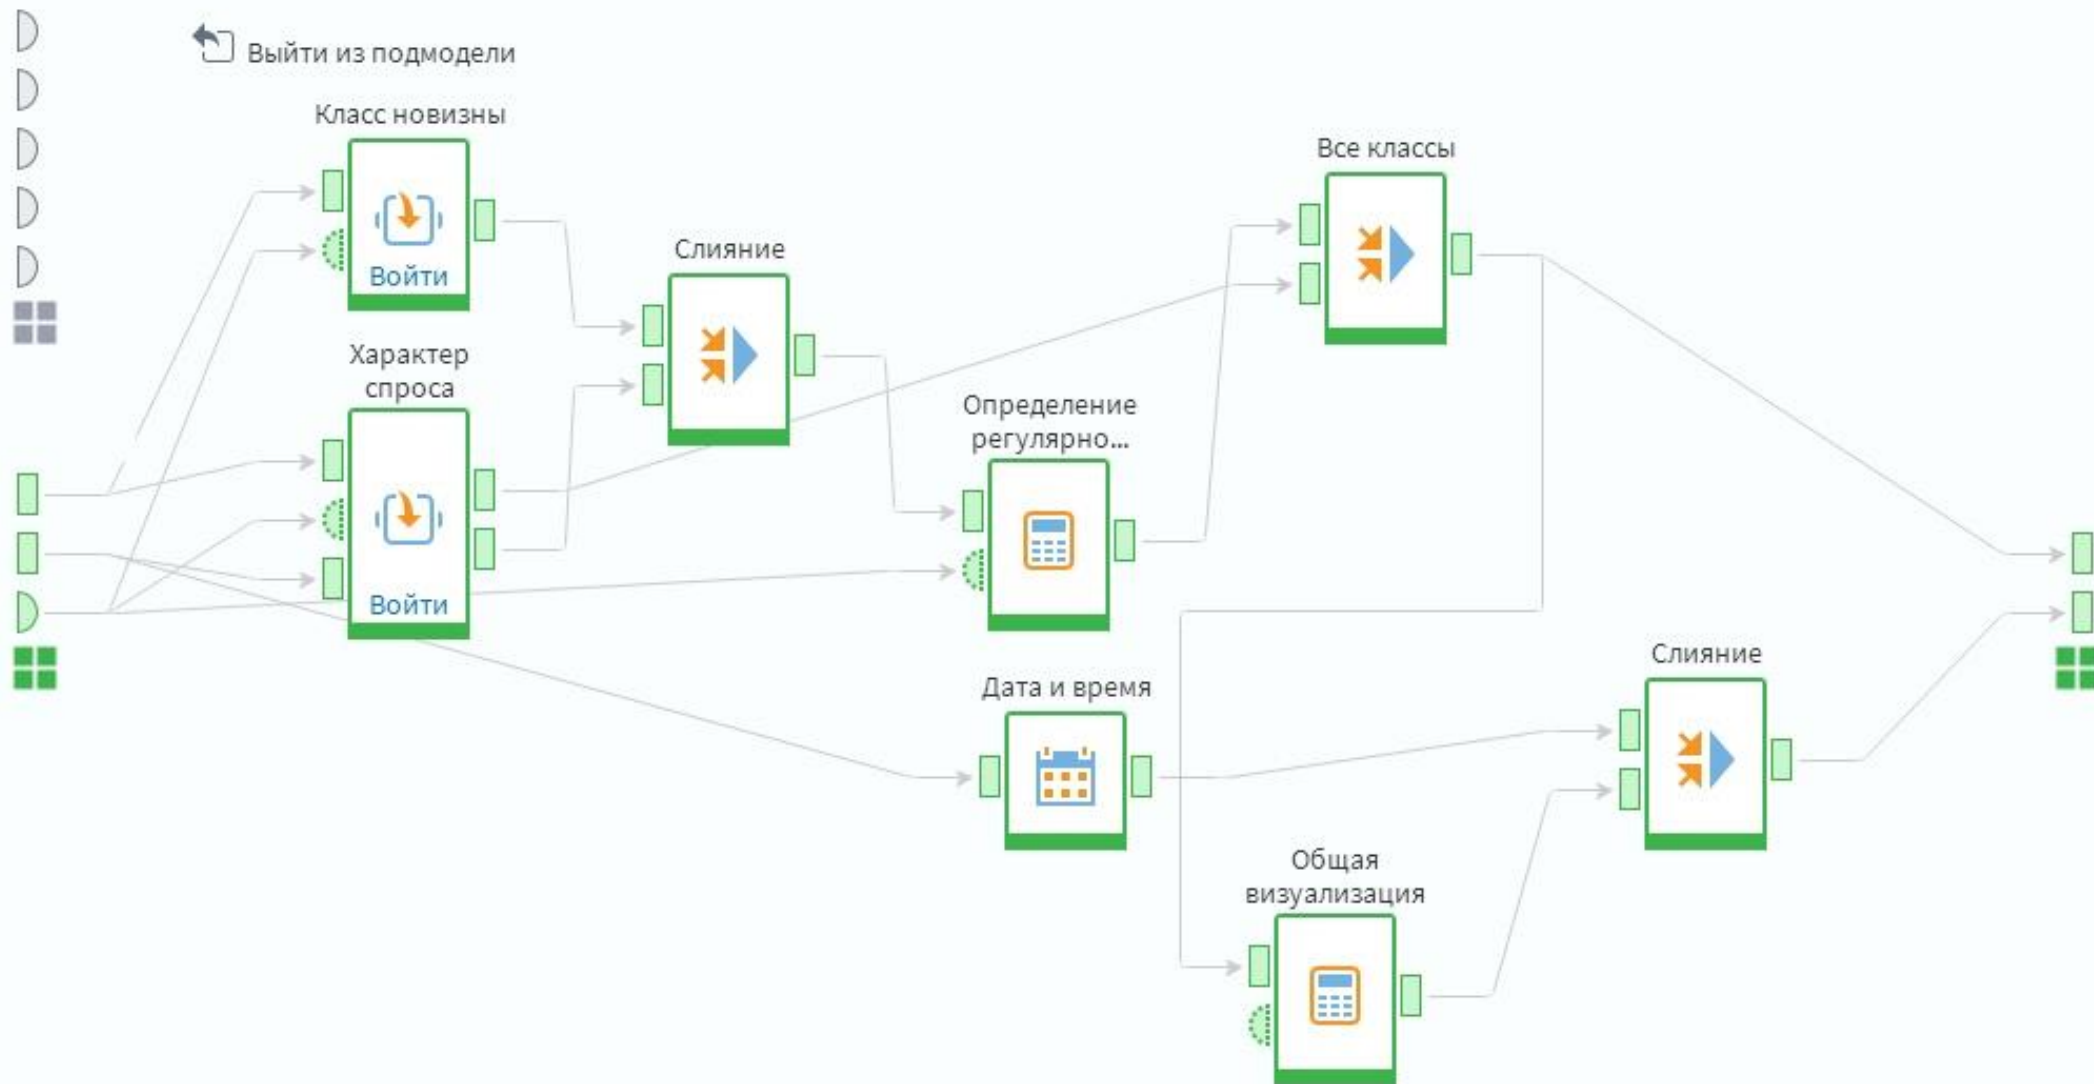 Выйти из подмодели
Класс новизны
Войти
Характер
спроса
Войти
Слияние
Определение
регулярно...
Все классы
Дата и время
Общая
визуализация
Слияние